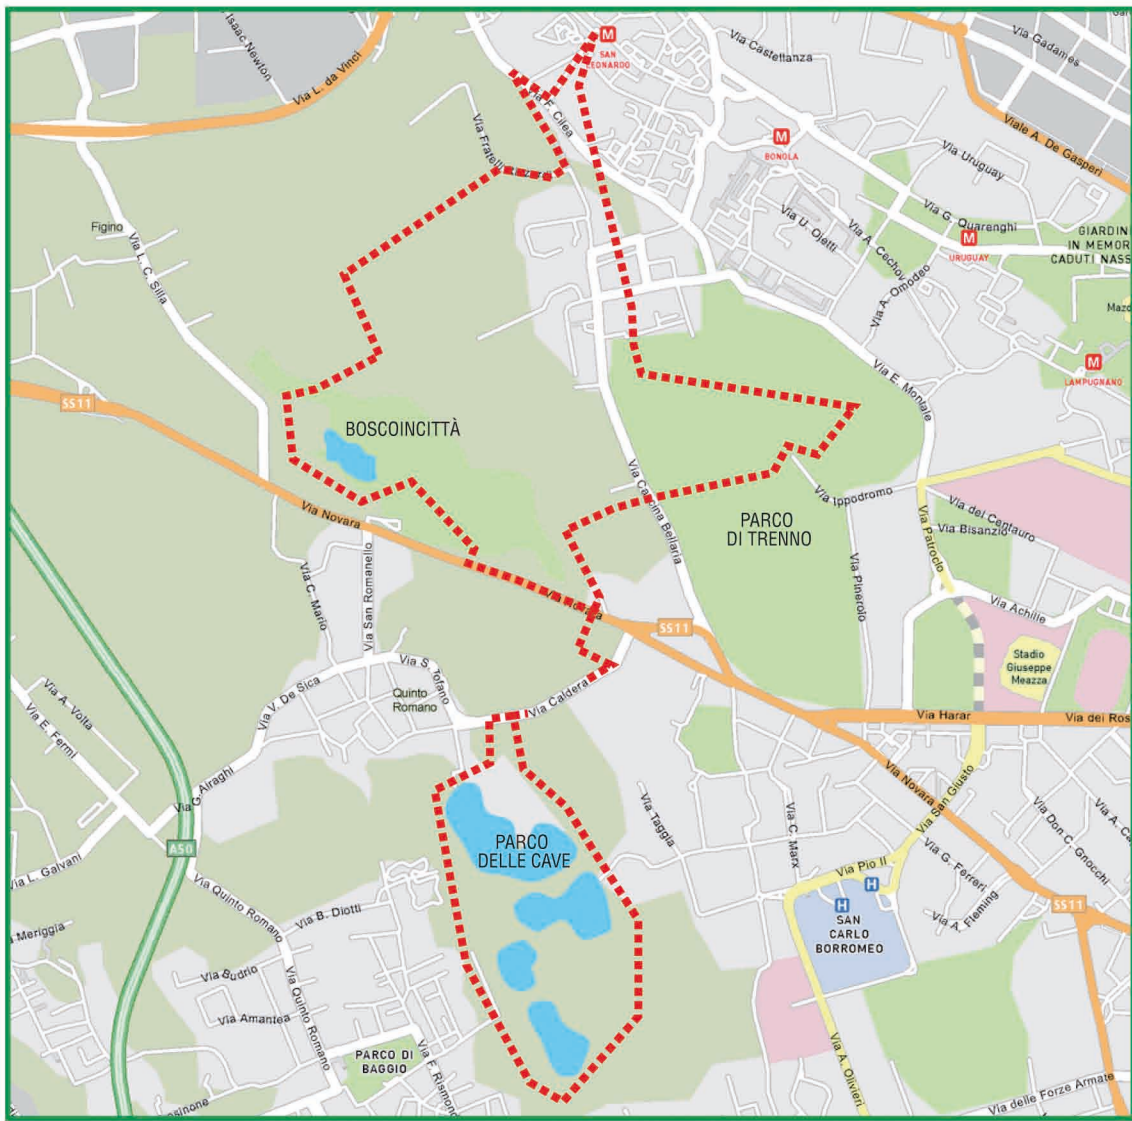 Via Isaac Newton
Via L. da Vinci
M
SAN
LEONARDO
Via Castellanza
Via Gadames
Viale A. De Gasperi
Via F. Cilea
Via Fratelli
M
BONOLA
Via Uruguay
Via G. Quarenghi
Via U. Ojetti
Via A. Cechov
Via A. Omodeo
M
URUGUAY
GIARDIN
IN MEMOR
CADUTI NASS
Figino
Via L. C. Silla
Mazo
M
LAMPUGNANO
Via E. Montale
SS11
BOSCOINCITTÀ
Via Novara
Via Cascina Bellaria
Via Ippodromo
PARCO
DI TRENNO
Via del Centauro
Via Bisanzio
Via Patroclo
Via Pinerolo
Via Achille
Via C. Mario
Via San Romanello
SS11
Stadio
Giuseppe
Meazza
Via S. Tofano
Via V. De Sica
Quinto
Romano
Via Caldera
Via Harar
Via dei Ros
Via A. Volta
Via E. Fermi
Via G. Airaghi
Via Novara
Via San Giusto
Via Taggia
Via C. Marx
Via Don C. Gnocchi
Via A. Ca
A50
PARCO
DELLE CAVE
Via L. Galvani
Via Pio II
Via G. Ferreri
Via A. Fleming
H
H
SS11
SAN
CARLO
BORROMEO
Via Quinto Romano
Via B. Diotti
a Meriggia
Via Budrio
Via Amantea
Via Quinto Romano
PARCO DI
BAGGIO
Via F. Rismondo
Via A. Olivieri
Via delle Forze Armate